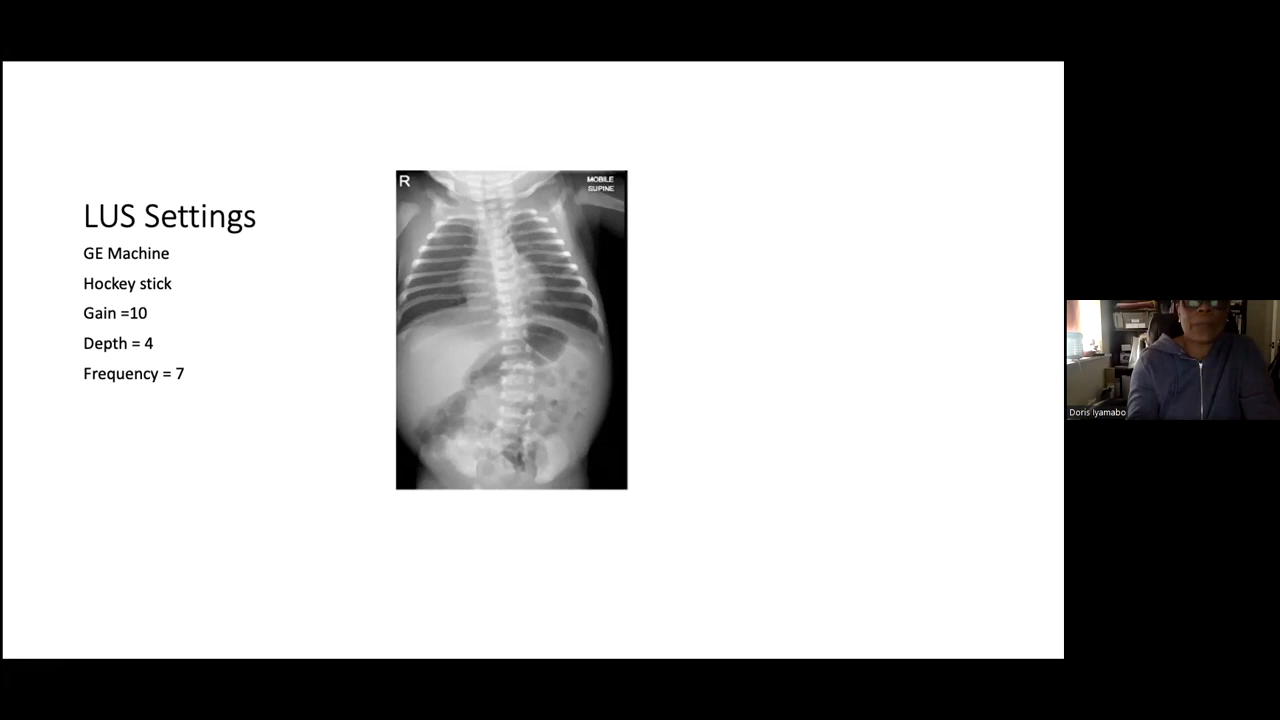 LUS Settings
GE Machine
Hockey stick
Gain =10
Depth = 4
Frequency = 7
R
MOBILE
SUPINE
Doris Iyamabo